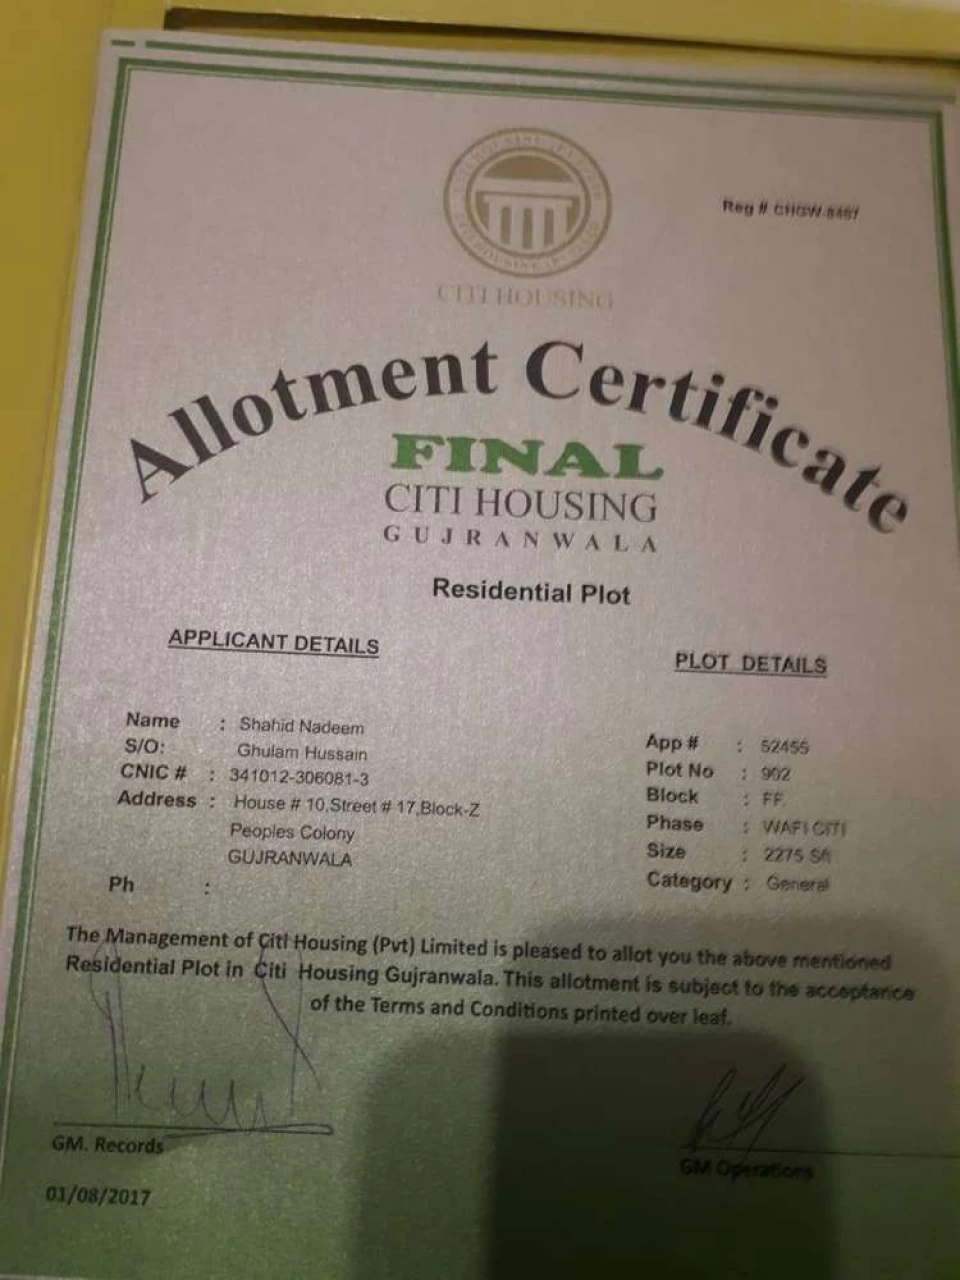 Reg # CHGW-8467
CITI HOUSING
Allotment Certificate
FINAL
CITI HOUSING
GUJRANWALA
Residential Plot
APPLICANT DETAILS
Name : Shahid Nadeem
S/O: Ghulam Hussain
CNIC # : 341012-306081-3
Address : House # 10,Street # 17,Block-Z
Peoples Colony
GUJRANWALA
Ph :
PLOT DETAILS
App # : 52455
Plot No : 902
Block : FF
Phase : WAFI CITI
Size : 2275 Sft
Category : General
The Management of Citi Housing (Pvt) Limited is pleased to allot you the above mentioned
Residential Plot in Citi Housing Gujranwala. This allotment is subject to the acceptance
of the Terms and Conditions printed over leaf.
GM. Records
GM Operations
01/08/2017